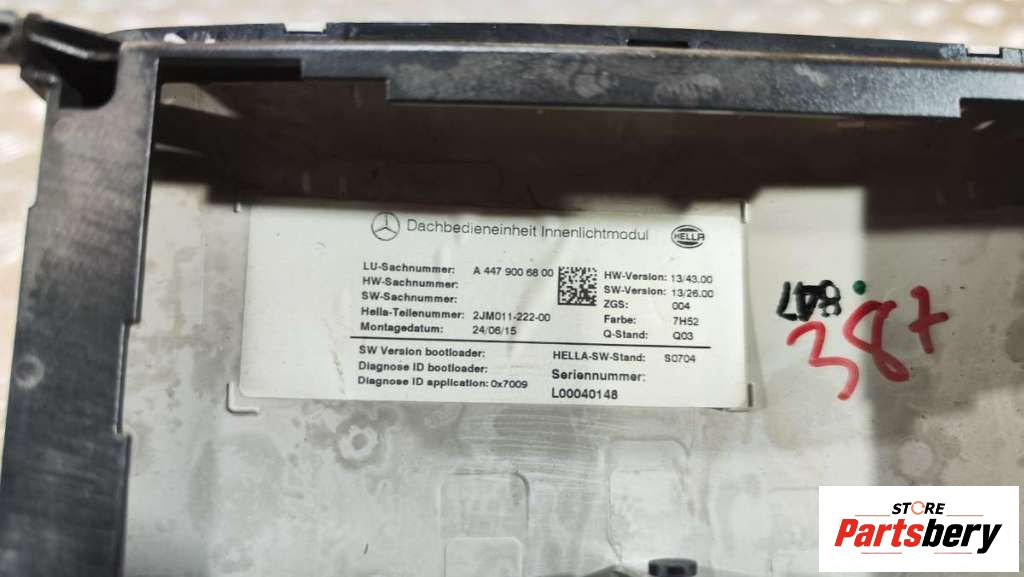 Dachbedieneinheit Innenlichtmodul HELLA
LU-Sachnummer: A 447 900 68 00
HW-Sachnummer:
SW-Sachnummer:
Hella-Teilenummer: 2JM011-222-00
Montagedatum: 24/06/15
HW-Version: 13/43.00
SW-Version: 13/26.00
ZGS: 004
Farbe: 7H52
Q-Stand: Q03
SW Version bootloader:
Diagnose ID bootloader:
Diagnose ID application: 0x7009
HELLA-SW-Stand: S0704
Seriennummer:
L00040148
387
STORE
Partsbery